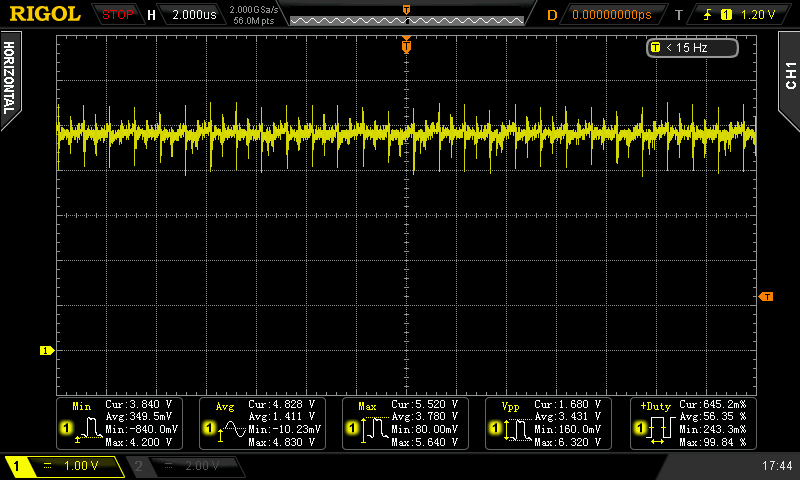 RIGOL STOP H 2.000us 2.000GSa/s 56.0Mpts T D 0.00000000ps T 1 1.20 V
HORIZONTAL
T < 15 Hz
CH1
T
T
1
Min Cur: 3.840 V
Avg: 349.5mV
1 Min: -840.0mV
Max: 4.200 V
Avg Cur: 4.828 V
Avg: 1.411 V
1 Min: -10.23mV
Max: 4.830 V
Max Cur: 5.520 V
Avg: 3.780 V
1 Min: 80.00mV
Max: 5.640 V
Vpp Cur: 1.680 V
Avg: 3.431 V
1 Min: 160.0mV
Max: 6.320 V
+Duty Cur: 645.2m%
Avg: 56.35 %
1 Min: 243.3m%
Max: 99.84 %
1 1.00 V 2 2.00 V 17:44